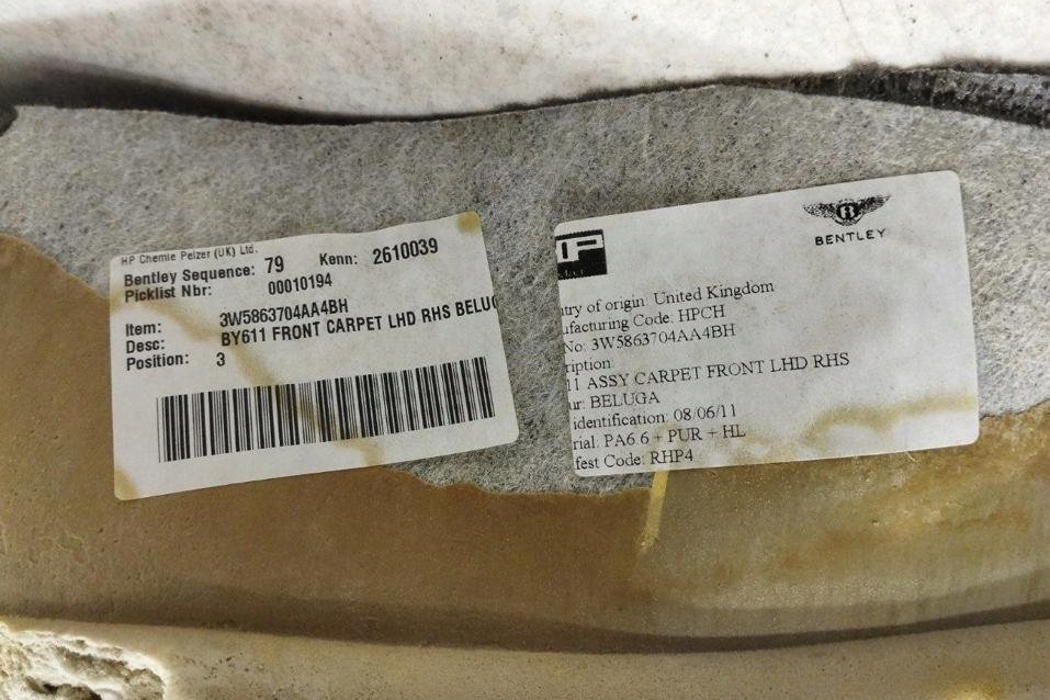 HP Chemie Pelzer (UK) Ltd.
Bentley Sequence: 79 Kenn: 2610039
Picklist Nbr: 00010194
Item: 3W5863704AA4BH
Desc: BY611 FRONT CARPET LHD RHS BELUG
Position: 3
BENTLEY
try of origin: United Kingdom
ufacturing Code: HPCH
No: 3W5863704AA4BH
ription:
11 ASSY CARPET FRONT LHD RHS
ur: BELUGA
identification: 08/06/11
rial: PA6.6 + PUR + HL
fest Code: RHP4